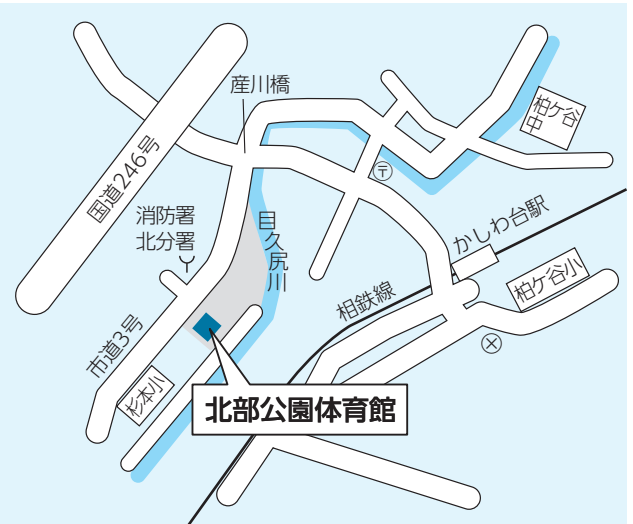 産川橋
柏ケ谷
中
国道246号
〒
消防署
北分署
目久尻川
かしわ台駅
柏ケ谷小
相鉄線
市道3号
杉本小
北部公園体育館